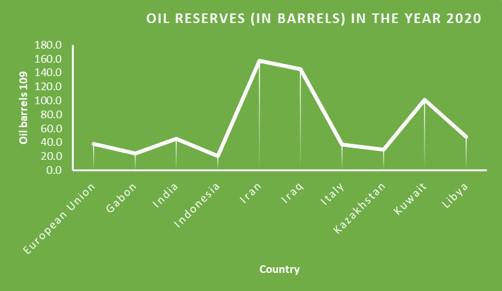 OIL RESERVES (IN BARRELS) IN THE YEAR 2020
Oil barrels 109
180.0
160.0
140.0
120.0
100.0
80.0
60.0
40.0
20.0
0.0
European Union
Gabon
India
Indonesia
Iran
Iraq
Italy
Kazakhstan
Kuwait
Libya
Country